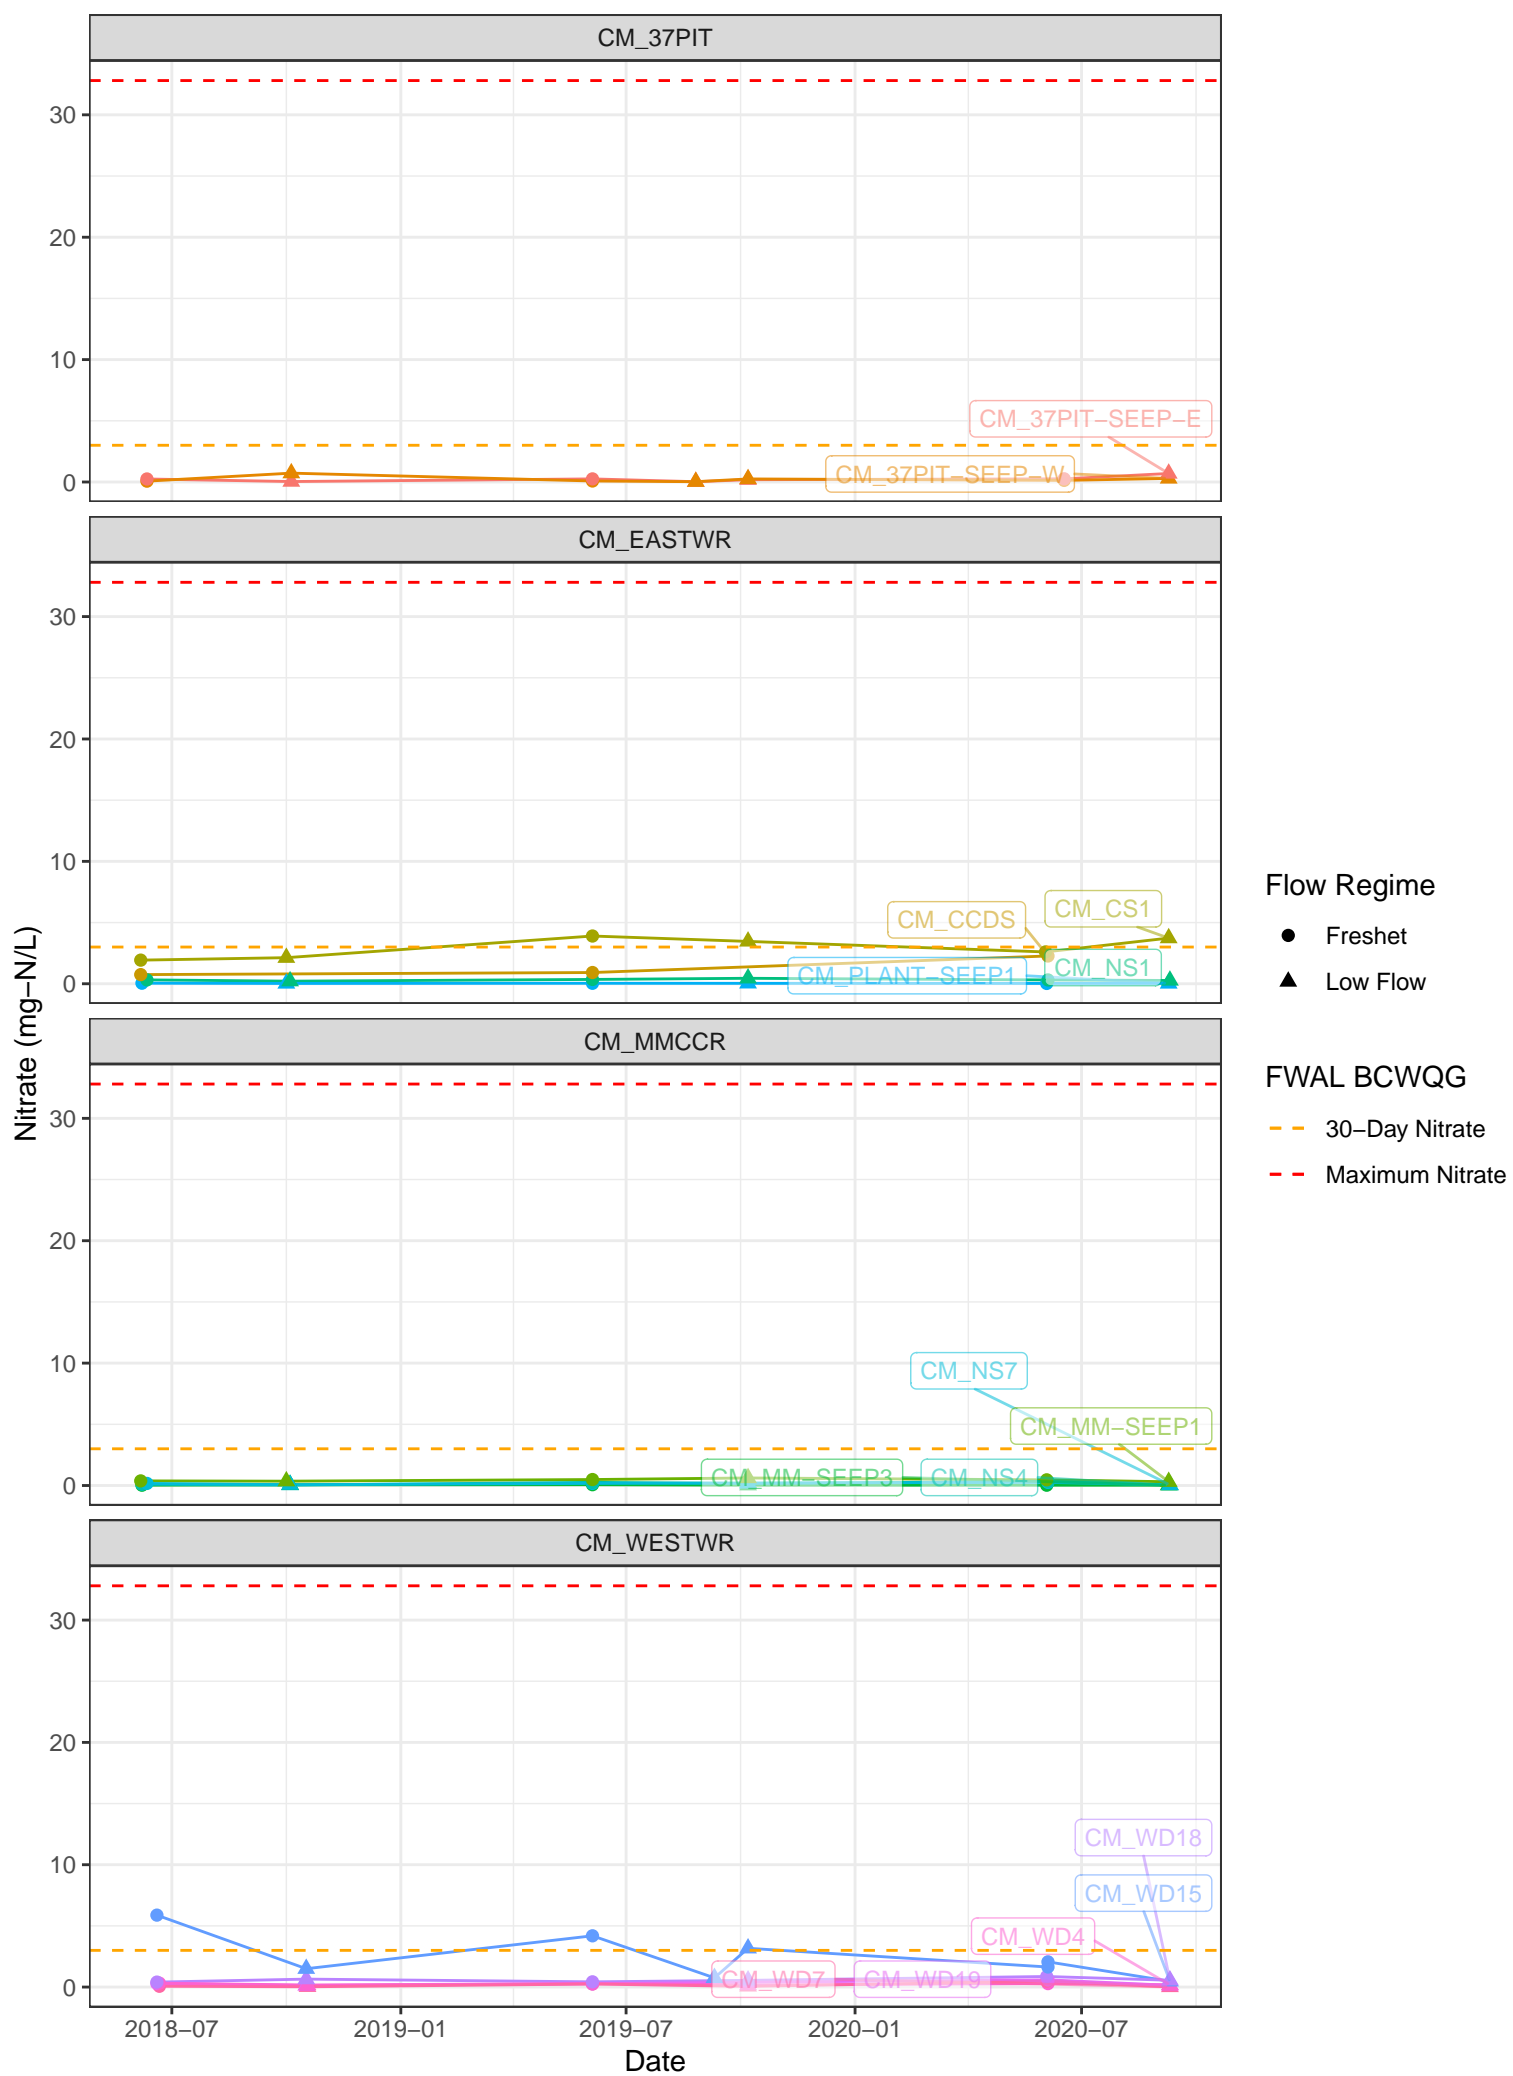 CM_37PIT
30
20
10
0
CM_37PIT−SEEP−E
CM_37PIT−SEEP−W
CM_EASTWR
30
20
10
0
CM_CCDS
CM_CS1
CM_PLANT−SEEP1
CM_NS1
CM_MMCCR
30
20
10
0
CM_NS7
CM_MM−SEEP1
CM_MM−SEEP3
CM_NS4
CM_WESTWR
30
20
10
0
CM_WD18
CM_WD15
CM_WD4
CM_WD7
CM_WD19
2018−07
2019−01
2019−07
2020−01
2020−07
Date
Nitrate (mg−N/L)
Flow Regime
Freshet
Low Flow
FWAL BCWQG
30−Day Nitrate
Maximum Nitrate